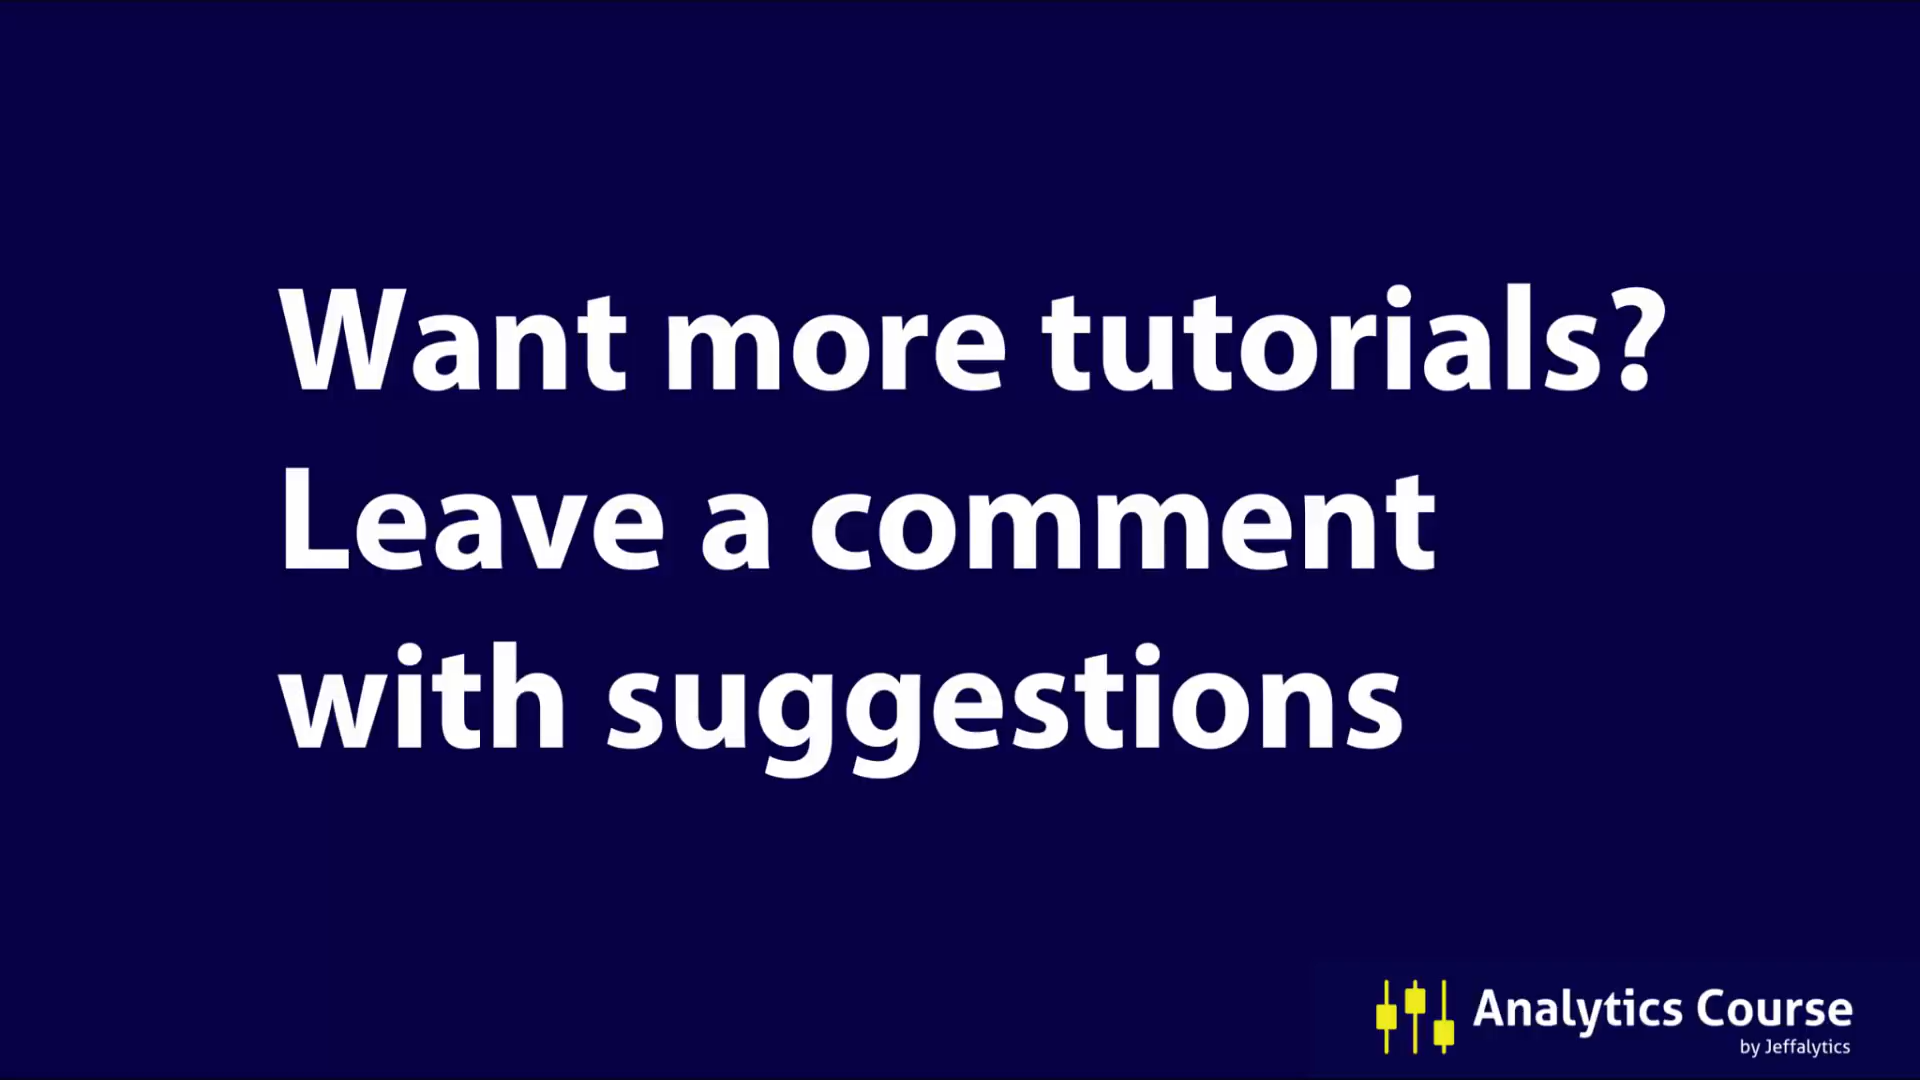 Want more tutorials?
Leave a comment
with suggestions
Analytics Course
by Jeffalytics